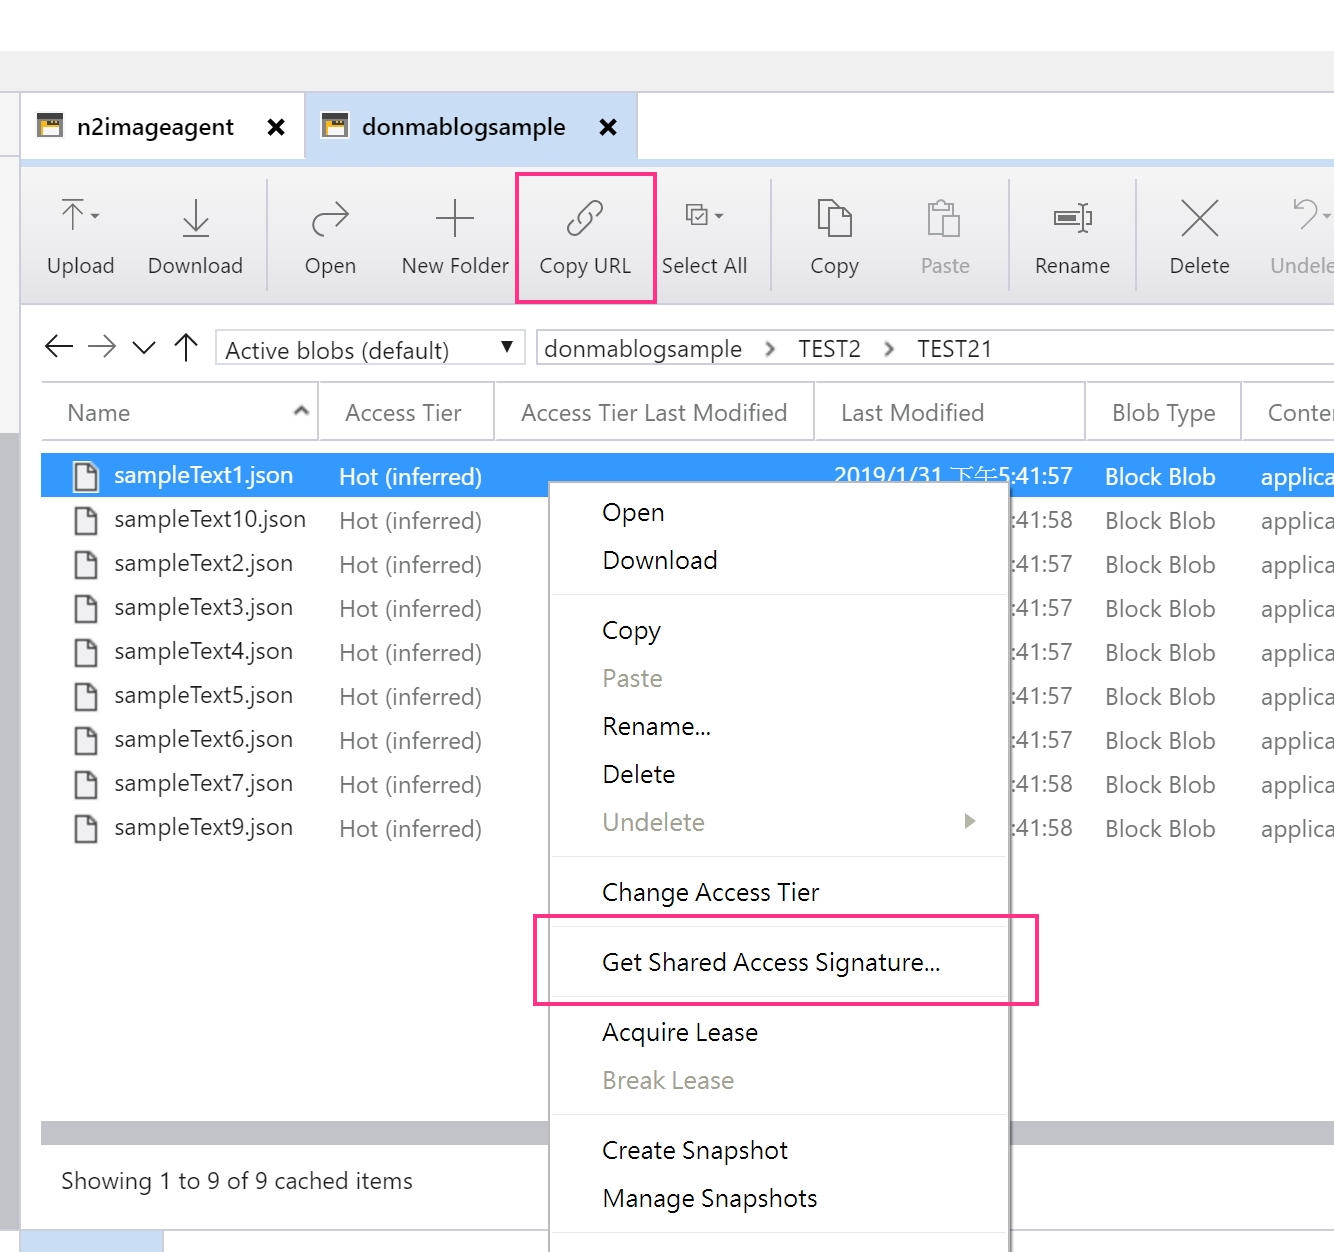 n2imageagent
donmablogsample
Upload
Download
Open
New Folder
Copy URL
Select All
Copy
Paste
Rename
Delete
Undele
Active blobs (default)
donmablogsample > TEST2 > TEST21
Name Access Tier Access Tier Last Modified Last Modified Blob Type Conte
sampleText1.json Hot (inferred) 2019/1/31 下午5:41:57 Block Blob applica
sampleText10.json Hot (inferred) :41:58 Block Blob applica
sampleText2.json Hot (inferred) :41:57 Block Blob applica
sampleText3.json Hot (inferred) :41:57 Block Blob applica
sampleText4.json Hot (inferred) :41:57 Block Blob applica
sampleText5.json Hot (inferred) :41:57 Block Blob applica
sampleText6.json Hot (inferred) :41:57 Block Blob applica
sampleText7.json Hot (inferred) :41:58 Block Blob applica
sampleText9.json Hot (inferred) :41:58 Block Blob applica
Open
Download
Copy
Paste
Rename...
Delete
Undelete
Change Access Tier
Get Shared Access Signature...
Acquire Lease
Break Lease
Create Snapshot
Manage Snapshots
Showing 1 to 9 of 9 cached items